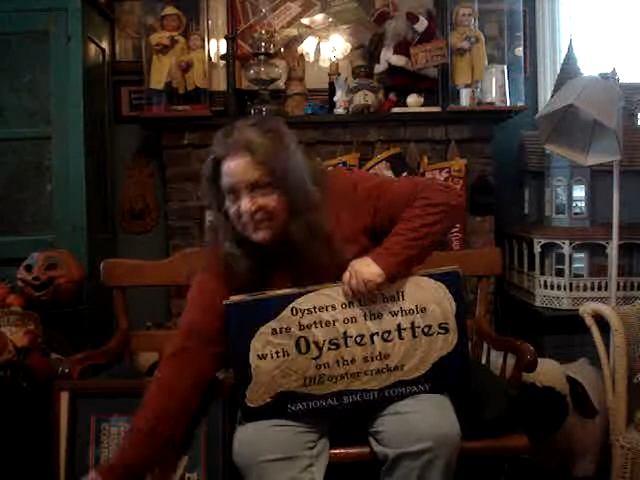 Oysters on the half
are better on the whole
with Oysterettes
on the side
THE oyster cracker
NATIONAL BISCUIT COMPANY